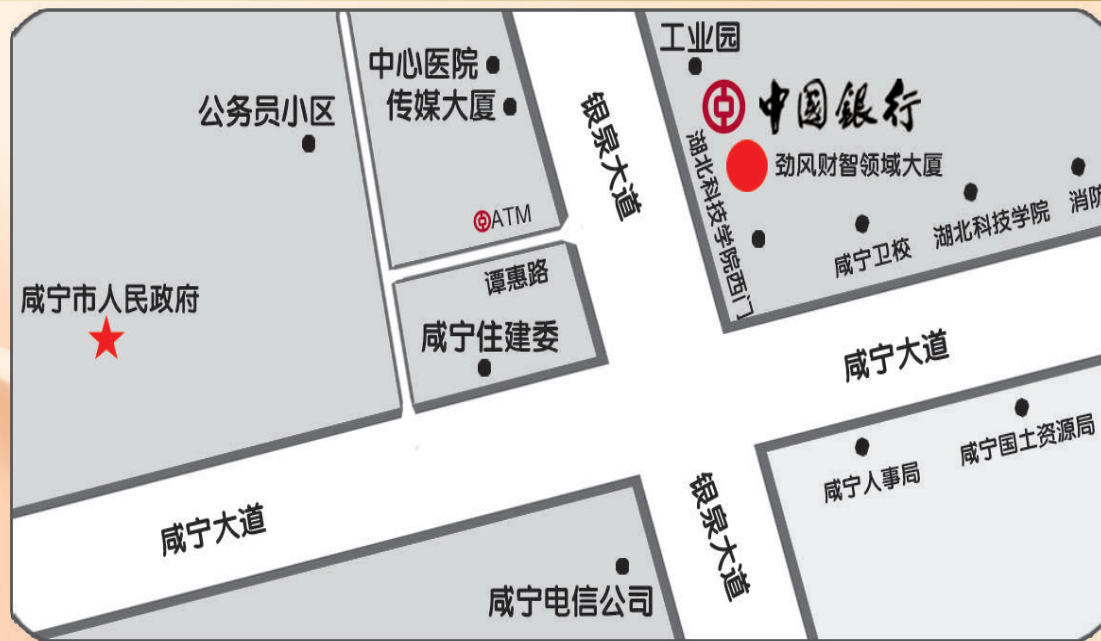 工业园
中心医院
传媒大厦
中國銀行
公务员小区
银泉大道
劲风财智领域大厦
湖北科技学院西门
ATM
消防
湖北科技学院
咸宁卫校
谭惠路
咸宁市人民政府
咸宁住建委
咸宁大道
咸宁国土资源局
咸宁人事局
咸宁大道
银泉大道
咸宁电信公司